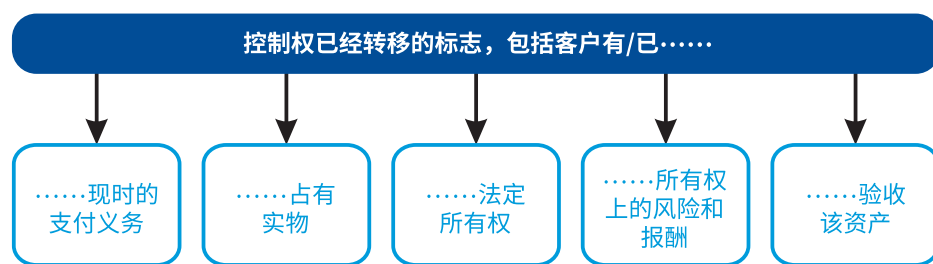 控制权已经转移的标志，包括客户有/已……
……现时的
支付义务
……占有
实物
……法定
所有权
……所有权
上的风险和
报酬
……验收
该资产